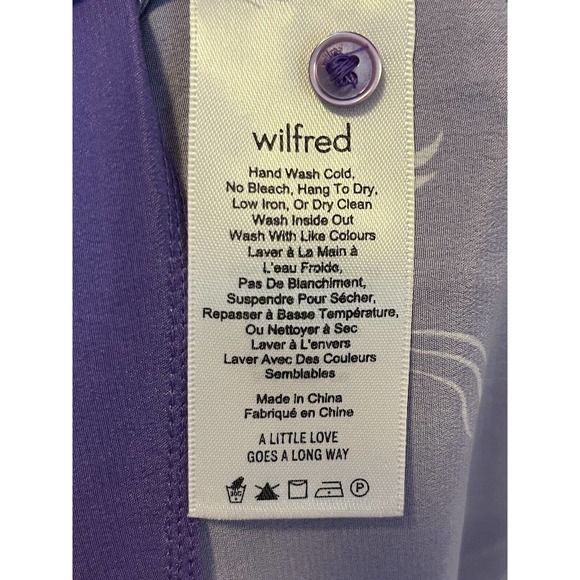 wilfred
Hand Wash Cold,
No Bleach, Hang To Dry,
Low Iron, Or Dry Clean
Wash Inside Out
Wash With Like Colours
Laver à La Main à
L'eau Froide,
Pas De Blanchiment,
Suspendre Pour Sécher,
Repasser à Basse Température,
Ou Nettoyer à Sec
Laver à L'envers
Laver Avec Des Couleurs
Semblables
Made In China
Fabriqué en Chine
A LITTLE LOVE
GOES A LONG WAY
30C P